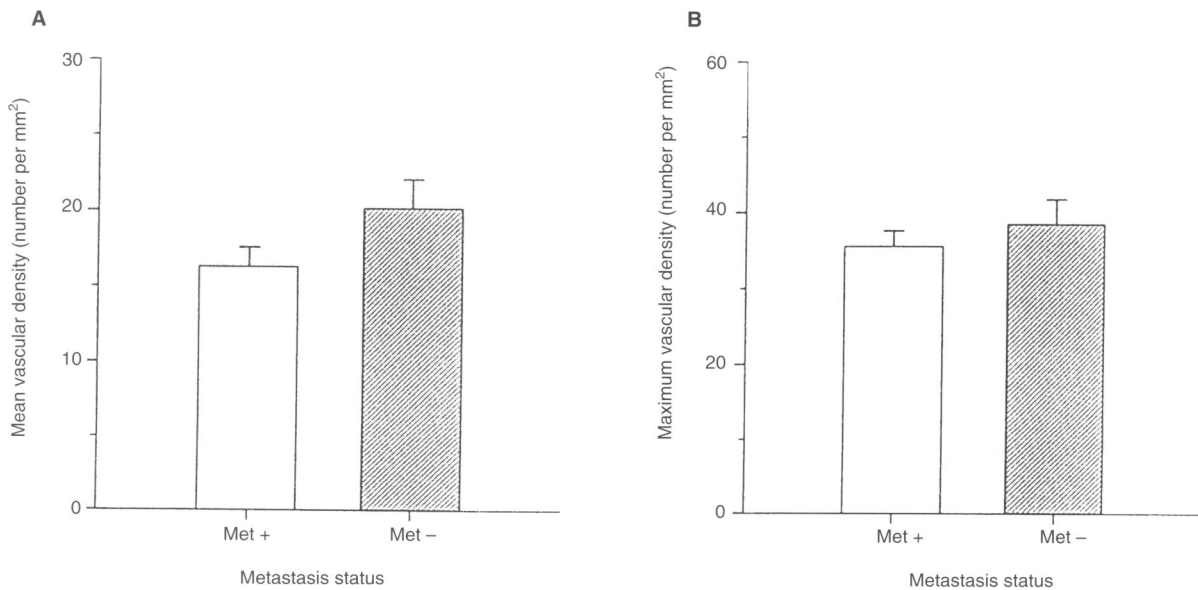 A
Mean vascular density (number per mm²)
30
20
10
0
Met +
Met –
Metastasis status
B
Maximum vascular density (number per mm²)
60
40
20
0
Met +
Met –
Metastasis status